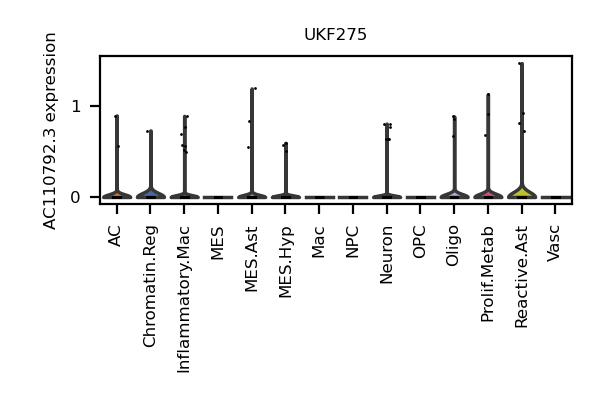 UKF275
AC110792.3 expression
1
0
AC
Chromatin.Reg
Inflammatory.Mac
MES
MES.Ast
MES.Hyp
Mac
NPC
Neuron
OPC
Oligo
Prolif.Metab
Reactive.Ast
Vasc